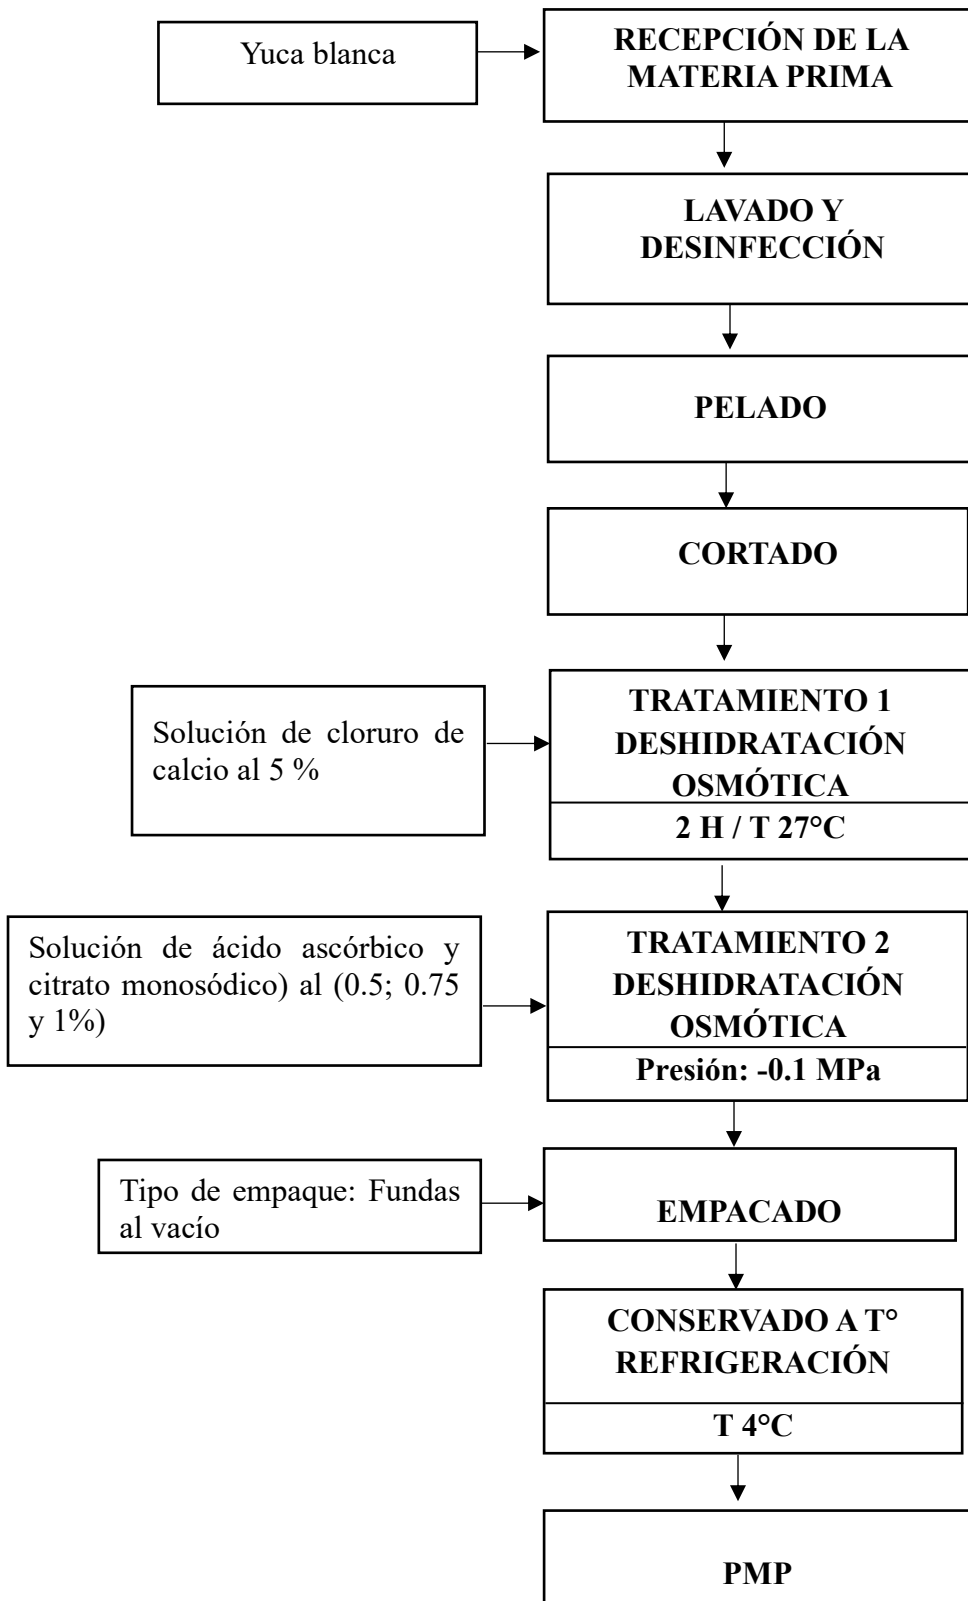 Yuca blanca
RECEPCIÓN DE LA
MATERIA PRIMA
LAVADO Y
DESINFECCIÓN
PELADO
CORTADO
Solución de cloruro de
calcio al 5 %
TRATAMIENTO 1
DESHIDRATACIÓN
OSMÓTICA
2 H / T 27°C
Solución de ácido ascórbico y
citrato monosódico) al (0.5; 0.75
y 1%)
TRATAMIENTO 2
DESHIDRATACIÓN
OSMÓTICA
Presión: -0.1 MPa
Tipo de empaque: Fundas
al vacío
EMPACADO
CONSERVADO A T°
REFRIGERACIÓN
T 4°C
PMP